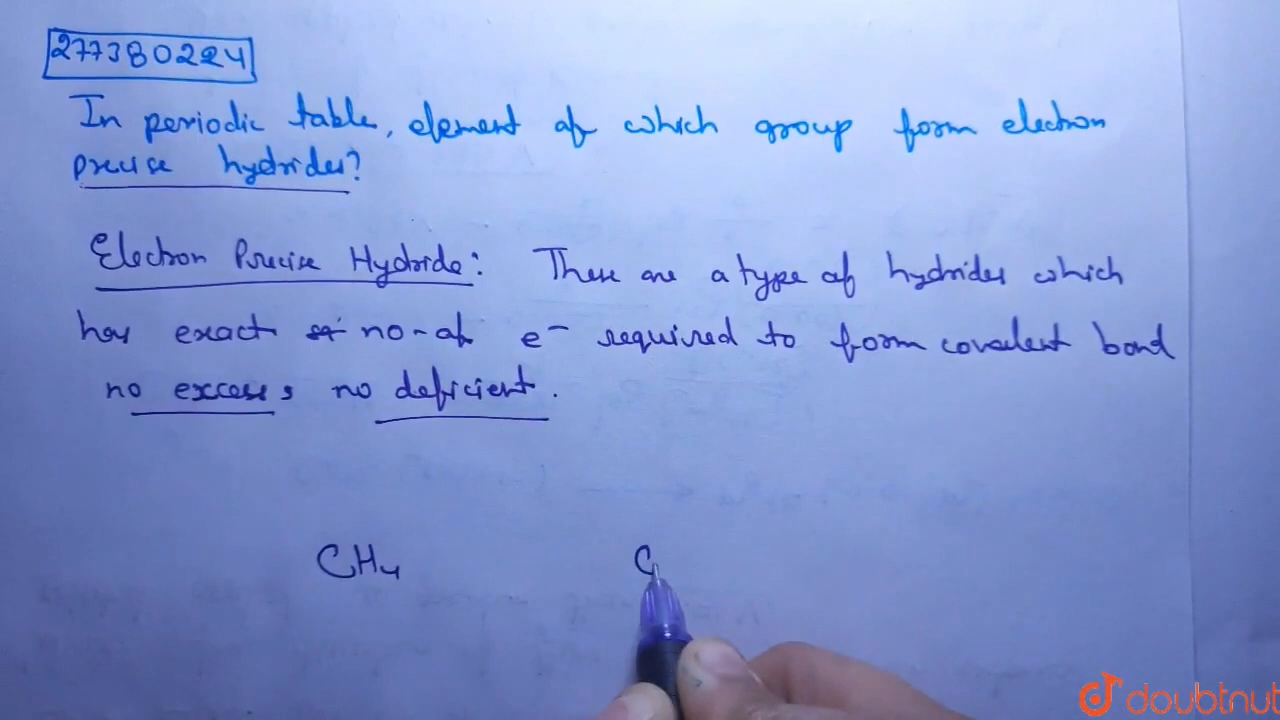 277380224
In periodic table, element of which group form electron
precise hydrides?
Electron Precise Hydride: These are a type of hydrides which
has exact no-of e⁻ required to form covalent bond
no excess no deficient.
CH₄ C
doubtnut